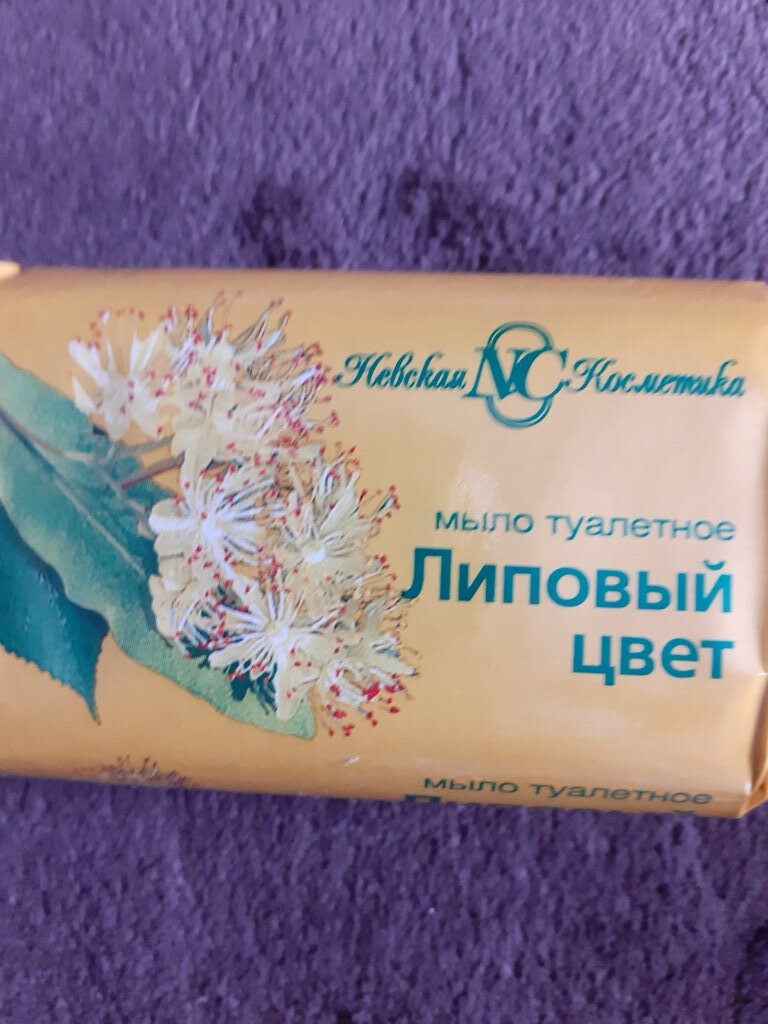 Невская NC Косметика
мыло туалетное
Липовый
цвет
мыло туалетное